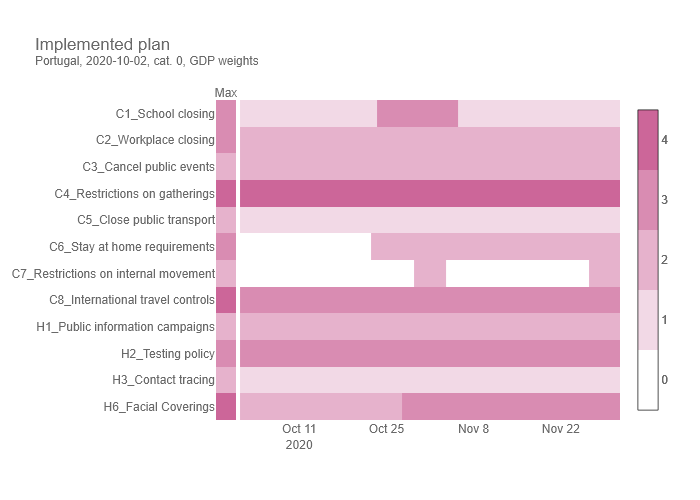 Implemented plan
Portugal, 2020-10-02, cat. 0, GDP weights
Max
C1_School closing
C2_Workplace closing
C3_Cancel public events
C4_Restrictions on gatherings
C5_Close public transport
C6_Stay at home requirements
C7_Restrictions on internal movement
C8_International travel controls
H1_Public information campaigns
H2_Testing policy
H3_Contact tracing
H6_Facial Coverings
Oct 11
2020
Oct 25
Nov 8
Nov 22
4
3
2
1
0